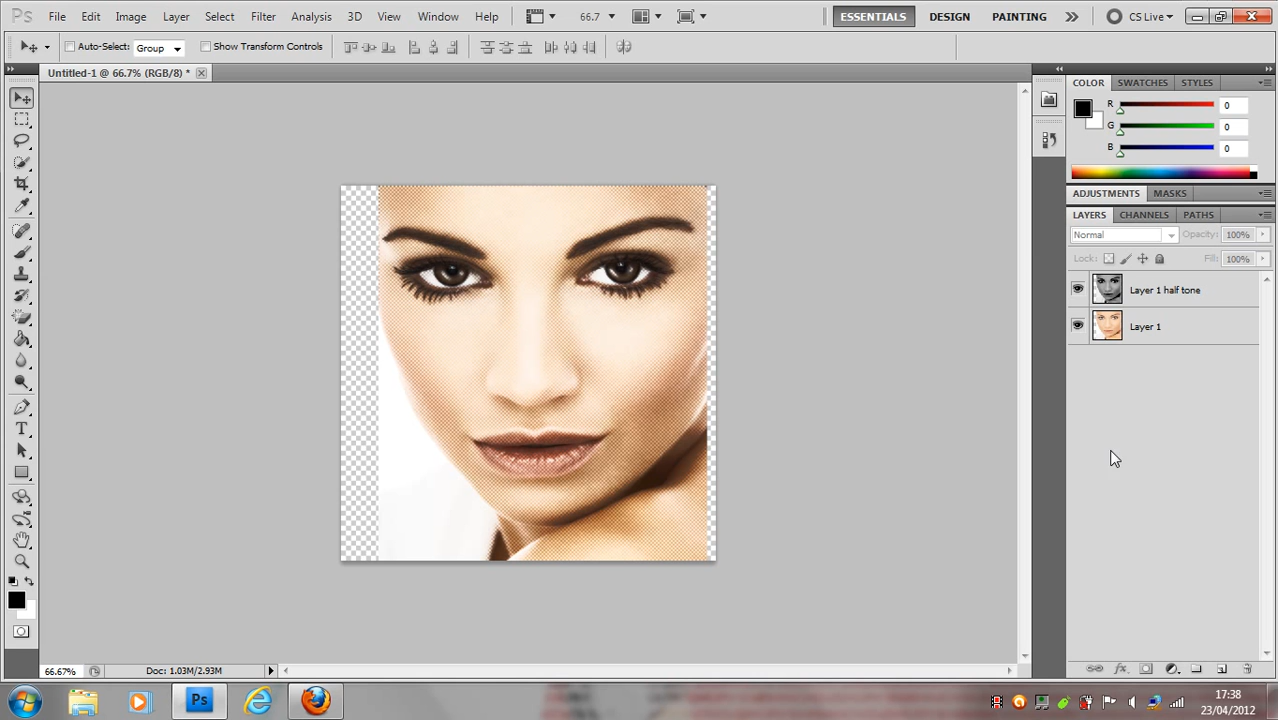 Ps File Edit Image Layer Select Filter Analysis 3D View Window Help 66.7 ESSENTIALS DESIGN PAINTING CS Live
Auto-Select: Group Show Transform Controls
Untitled-1 @ 66.7% (RGB/8) *
COLOR SWATCHES STYLES
R 0
G 0
B 0
ADJUSTMENTS MASKS
LAYERS CHANNELS PATHS
Normal Opacity: 100%
Lock: Fill: 100%
Layer 1 half tone
Layer 1
66.67% Doc: 1.03M/2.93M
Ps
17:38
23/04/2012